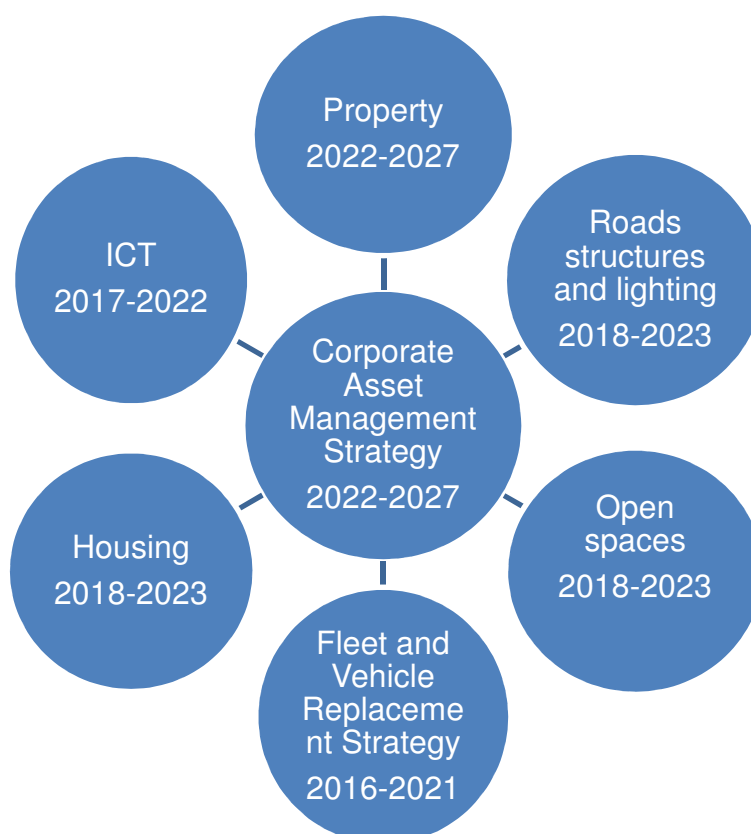 Property
2022-2027
Roads
structures
and lighting
2018-2023
Open
spaces
2018-2023
Fleet and
Vehicle
Replaceme
nt Strategy
2016-2021
Housing
2018-2023
ICT
2017-2022
Corporate
Asset
Management
Strategy
2022-2027